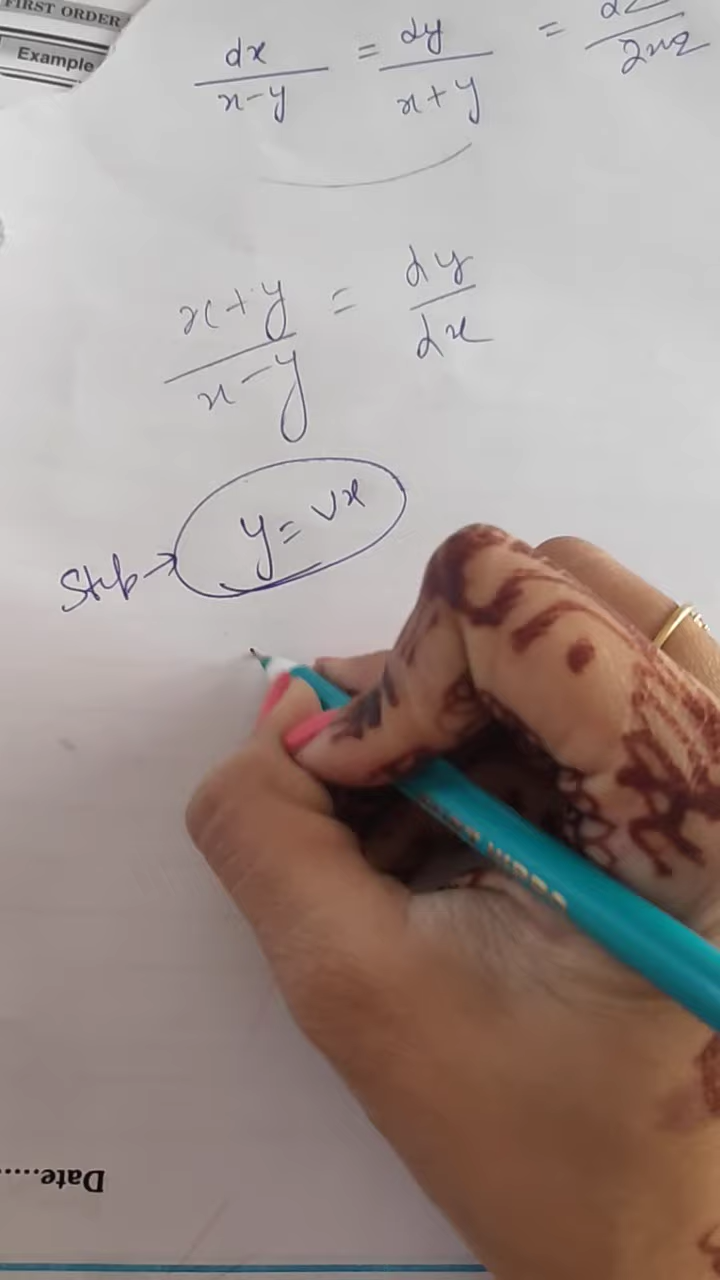 FIRST ORDER
Example
dx/x-y = dy/x+y = dz/2xz
x+y/x-y = dy/dx
Step → y = vx
Date.....